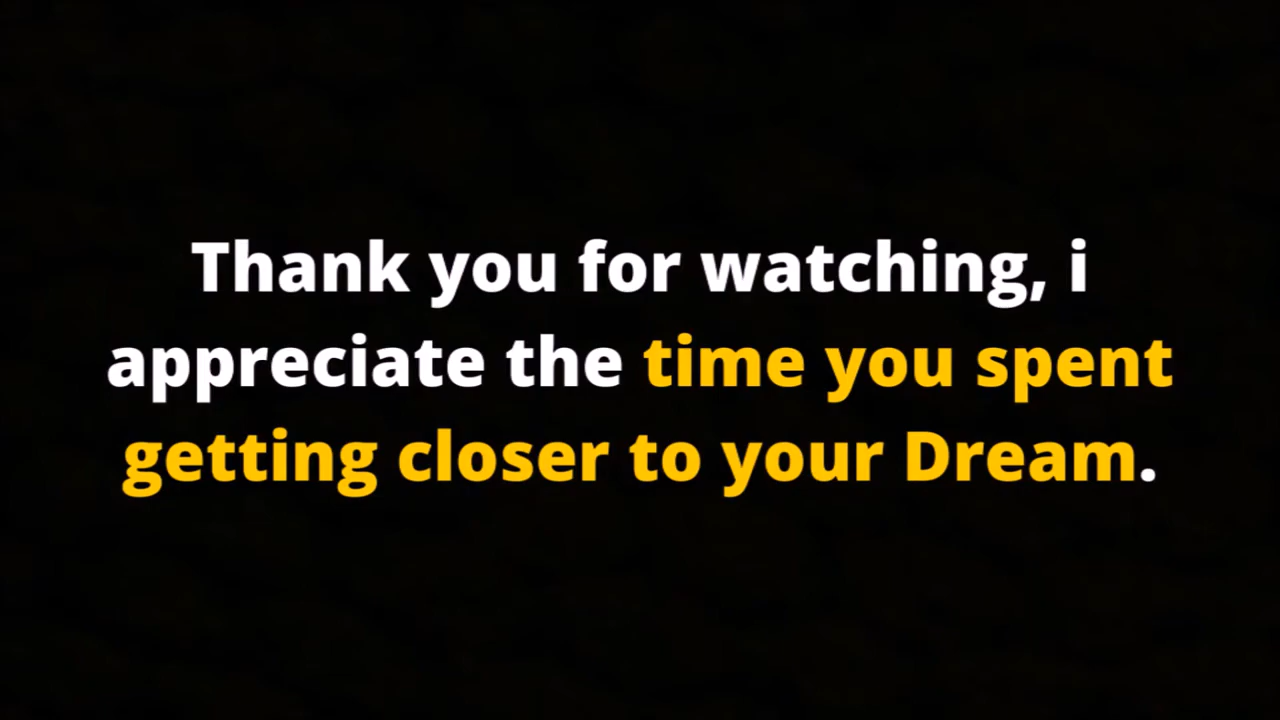 Thank you for watching, i
appreciate the time you spent
getting closer to your Dream.